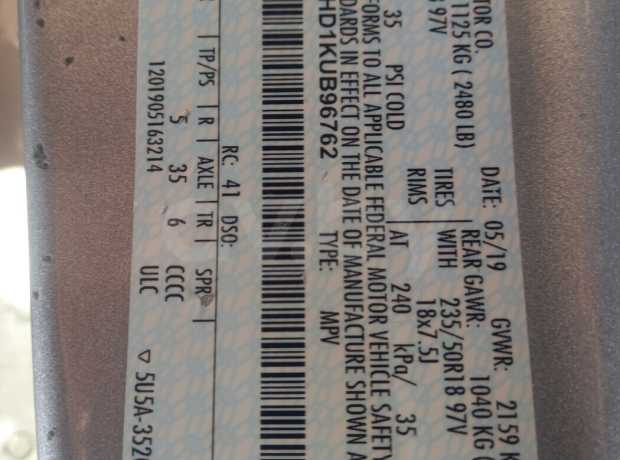 TOR CO. DATE: 05/19 GVWR: 2159 K
1125 KG ( 2480 LB) REAR GAWR: 1040 KG (
97V TIRES WITH 235/50R18 97V
RIMS 18x7.5J
35 PSI COLD AT 240 kPa/ 35
FORMS TO ALL APPLICABLE FEDERAL MOTOR VEHICLE SAFETY
DARDS IN EFFECT ON THE DATE OF MANUFACTURE SHOWN A
HD1KUB96762 TYPE: MPV
RC: 41 DSO:
TP/PS | R | AXLE | TR | SPR |
5 35 6 CCCC
1201905163214 ULC ▽ 5U5A-352